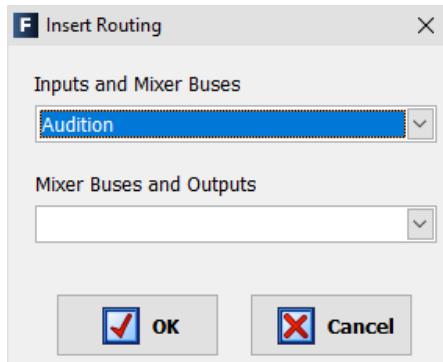 F Insert Routing
Inputs and Mixer Buses
Audition
Mixer Buses and Outputs
OK Cancel